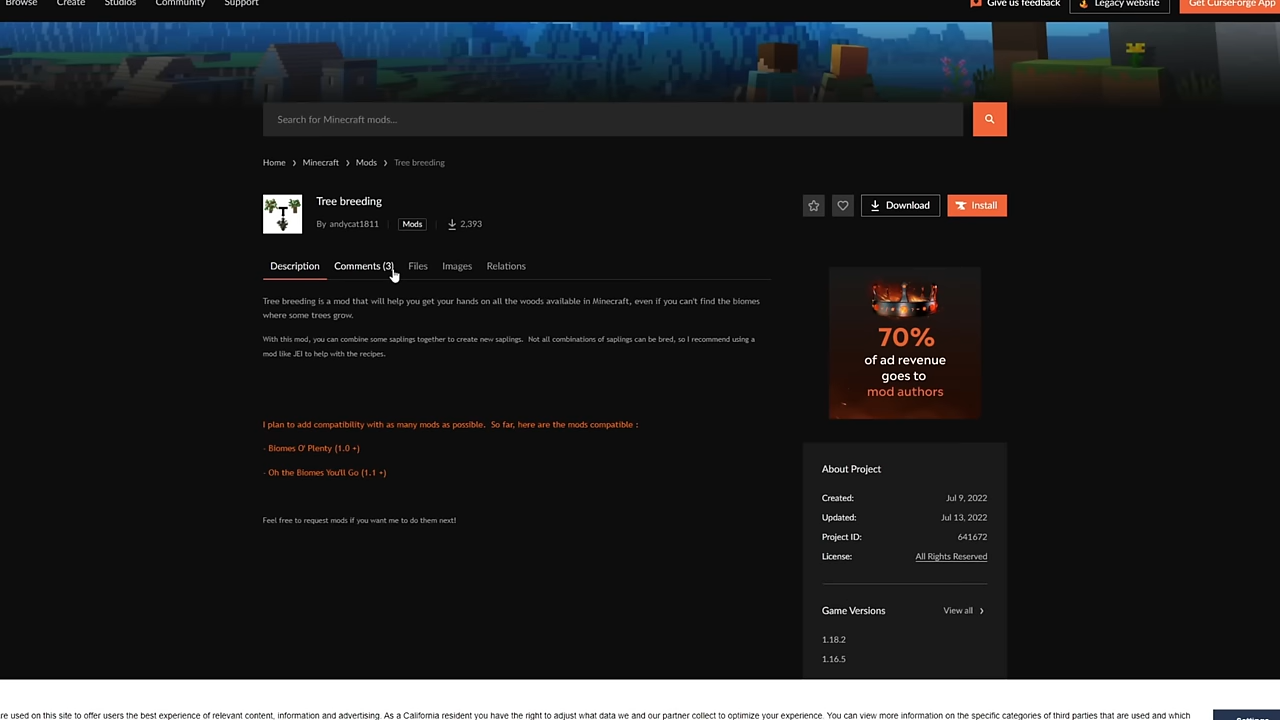 Browse Create Studios Community Support Give us feedback Legacy website Get CurseForge App
Search for Minecraft mods...
Home > Minecraft > Mods > Tree breeding
Tree breeding
By andycat1811 Mods 2,393
Download Install
Description Comments (3) Files Images Relations
Tree breeding is a mod that will help you get your hands on all the woods available in Minecraft, even if you can't find the biomes
where some trees grow.
With this mod, you can combine some saplings together to create new saplings. Not all combinations of saplings can be bred, so I recommend using a
mod like JEI to help with the recipes.
I plan to add compatibility with as many mods as possible. So far, here are the mods compatible :
- Biomes O' Plenty (1.0 +)
- Oh the Biomes You'll Go (1.1 +)
Feel free to request mods if you want me to do them next!
70%
of ad revenue
goes to
mod authors
About Project
Created: Jul 9, 2022
Updated: Jul 13, 2022
Project ID: 641672
License: All Rights Reserved
Game Versions View all >
1.18.2
1.16.5
re used on this site to offer users the best experience of relevant content, information and advertising. As a California resident you have the right to adjust what data we and our partner collect to optimize your experience. You can view more information on the specific categories of third parties that are used and which